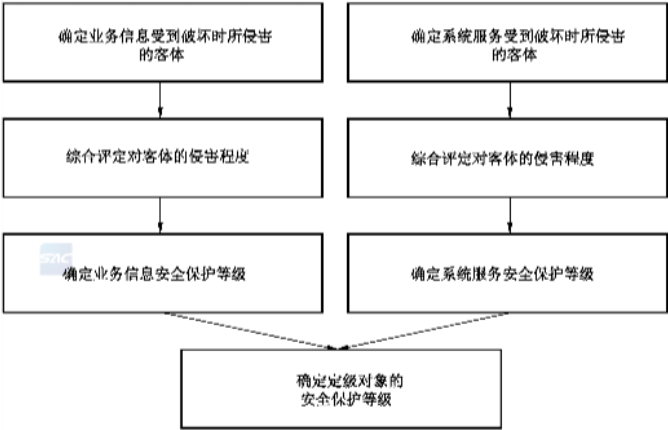 确定业务信息受到破坏时所侵害
的客体
确定系统服务受到破坏时所侵害
的客体
综合评定对客体的侵害程度
综合评定对客体的侵害程度
SZIC
确定业务信息安全保护等级
确定系统服务安全保护等级
确定定级对象的
安全保护等级